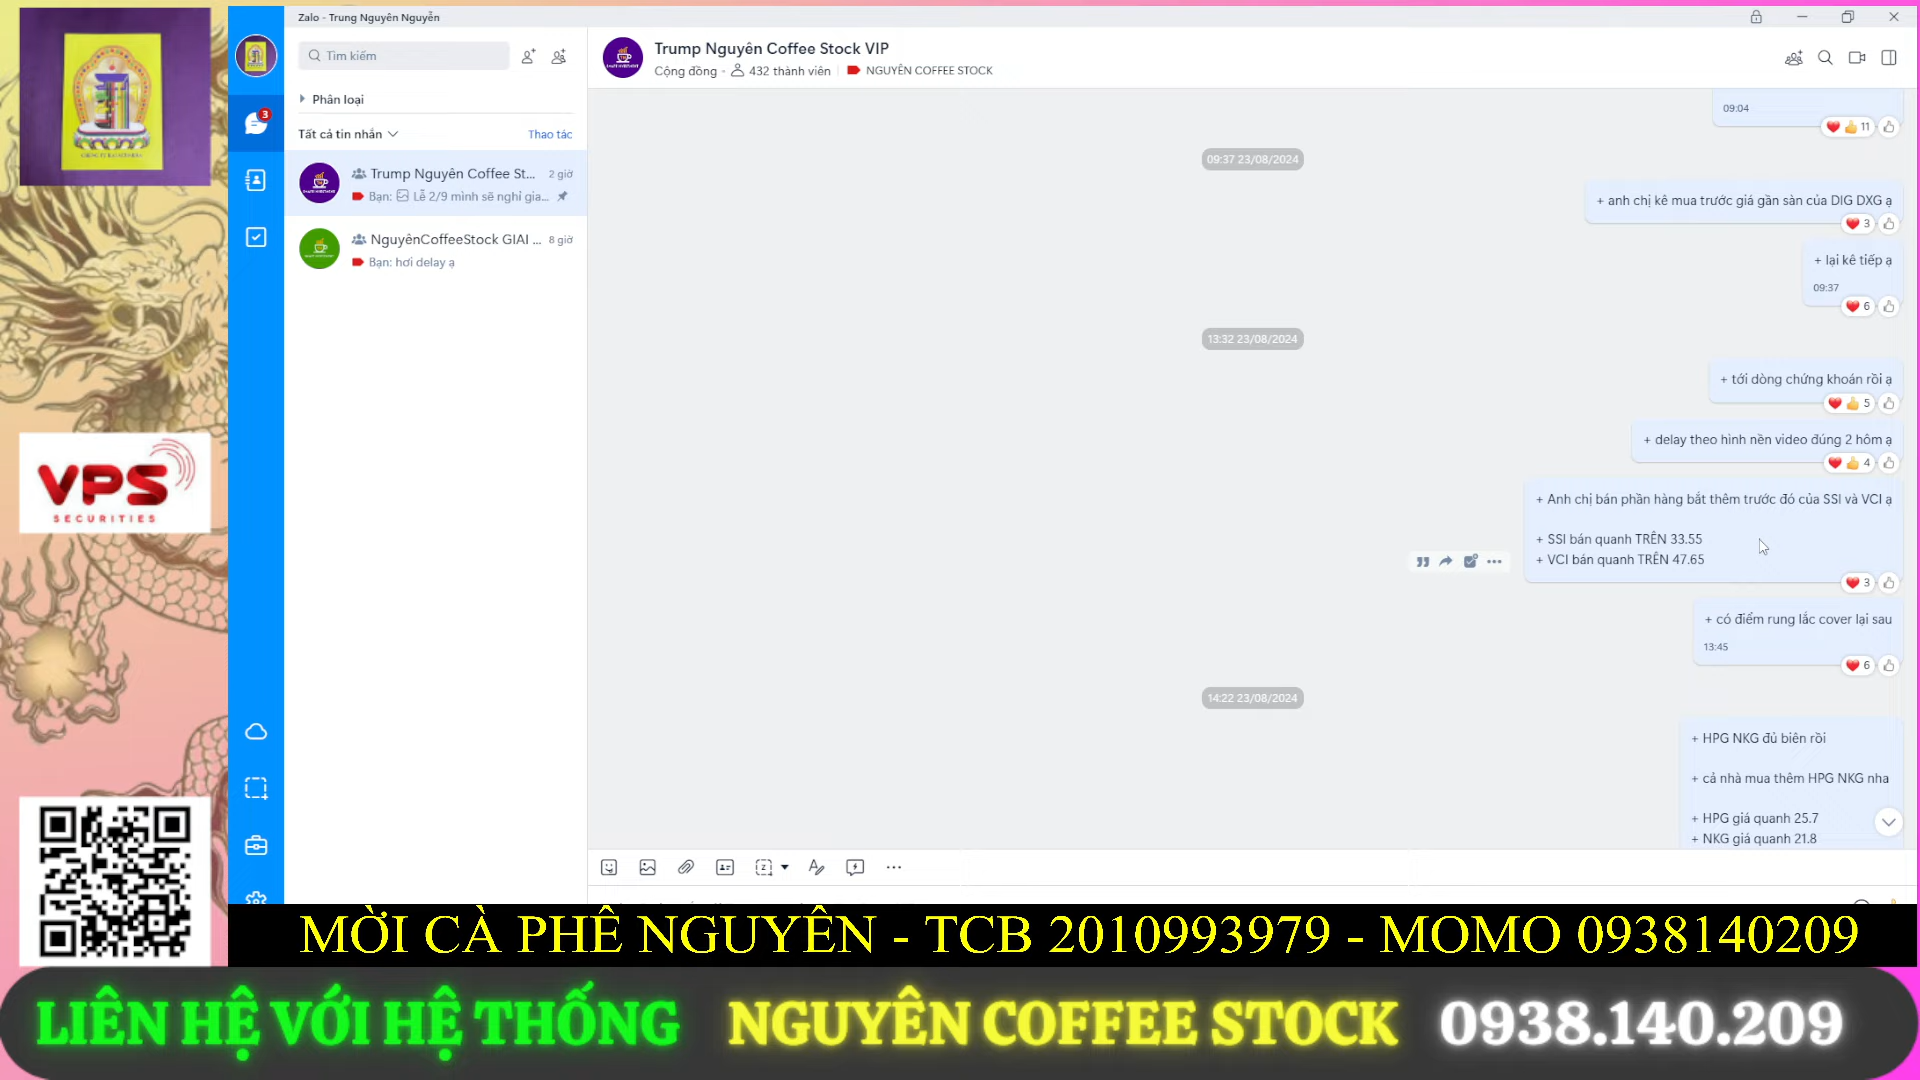 Zalo - Trung Nguyên Nguyễn
Tìm kiếm
Phân loại
Tất cả tin nhắn
Thao tác
3
Trump Nguyên Coffee St...
2 giờ
Bạn: Lễ 2/9 mình sẽ nghỉ gia...
NguyênCoffeeStock GIAI ...
8 giờ
Bạn: hơi delay ạ
Trump Nguyên Coffee Stock VIP
Cộng đồng - 432 thành viên | NGUYÊN COFFEE STOCK
09:04
11
09:37 23/08/2024
+ anh chị kê mua trước giá gần sàn của DIG DXG ạ
3
+ lại kê tiếp ạ
09:37
6
13:32 23/08/2024
+ tới dòng chứng khoán rồi ạ
5
+ delay theo hình nền video đúng 2 hôm ạ
4
+ Anh chị bán phần hàng bắt thêm trước đó của SSI và VCI ạ
+ SSI bán quanh TRÊN 33.55
+ VCI bán quanh TRÊN 47.65
3
+ có điểm rung lắc cover lại sau
13:45
6
14:22 23/08/2024
+ HPG NKG đủ biên rồi
+ cả nhà mua thêm HPG NKG nha
+ HPG giá quanh 25.7
+ NKG giá quanh 21.8
VPS
SECURITIES
MỜI CÀ PHÊ NGUYÊN - TCB 2010993979 - MOMO 0938140209
LIÊN HỆ VỚI HỆ THỐNG NGUYÊN COFFEE STOCK 0938.140.209